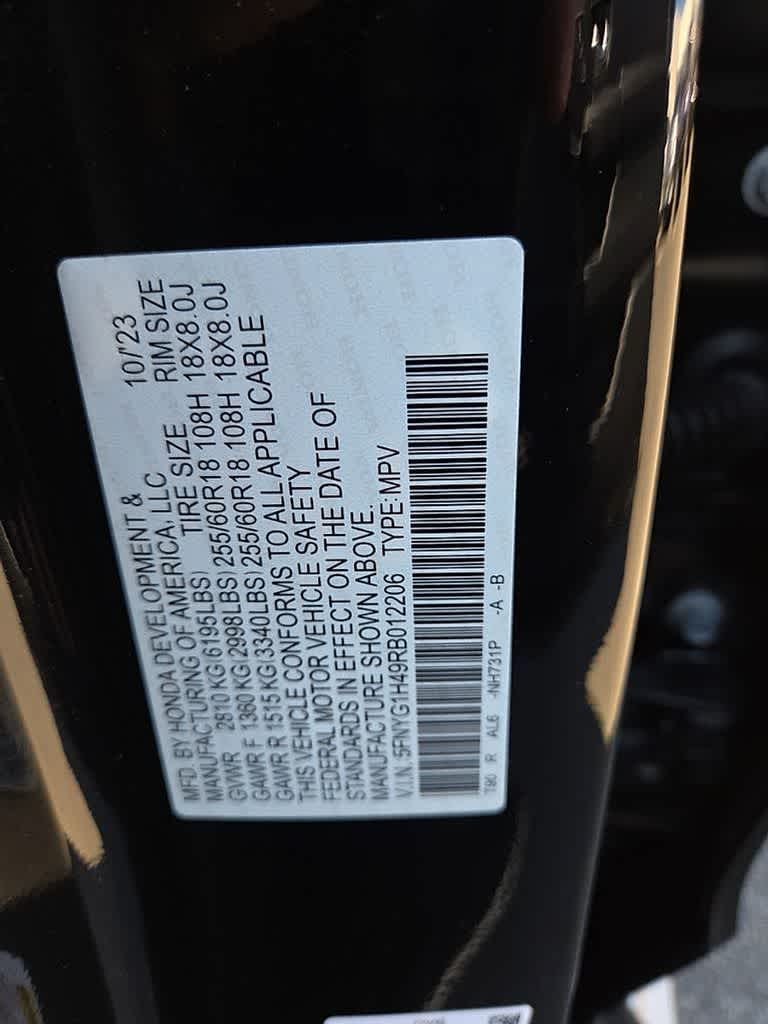 MFD. BY HONDA DEVELOPMENT & 10/'23
MANUFACTURING OF AMERICA, LLC
GVWR 2810 KG(6195LBS) TIRE SIZE RIM SIZE
GAWR F 1360 KG(2998LBS)255/60R18 108H 18X8.0J
GAWR R 1515 KG(3340LBS)255/60R18 108H 18X8.0J
THIS VEHICLE CONFORMS TO ALL APPLICABLE
FEDERAL MOTOR VEHICLE SAFETY
STANDARDS IN EFFECT ON THE DATE OF
MANUFACTURE SHOWN ABOVE.
V.I.N. 5FNYG1H49RB012206 TYPE:MPV
T90 R AL6 -NH731P -A -B